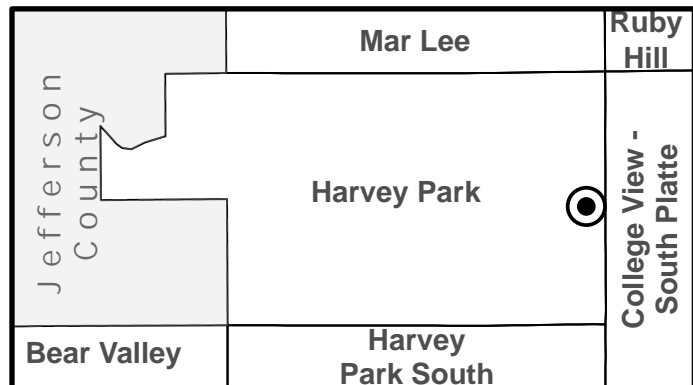 Mar Lee
Ruby
Hill
Jefferson
County
Harvey Park
College View -
South Platte
Bear Valley
Harvey
Park South